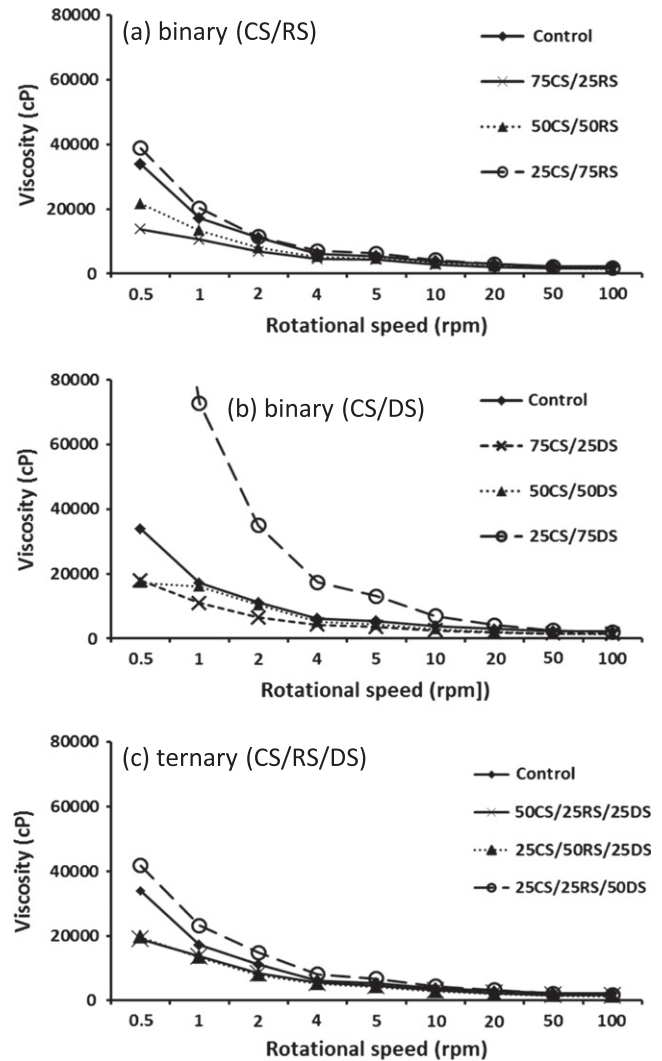 (a) binary (CS/RS)
Viscosity (cP)
80000
60000
40000
20000
0
0.5 1 2 4 5 10 20 50 100
Rotational speed (rpm)
Control
75CS/25RS
50CS/50RS
25CS/75RS
(b) binary (CS/DS)
Viscosity (cP)
80000
60000
40000
20000
0
0.5 1 2 4 5 10 20 50 100
Rotational speed (rpm])
Control
75CS/25DS
50CS/50DS
25CS/75DS
(c) ternary (CS/RS/DS)
Viscosity (cP)
80000
60000
40000
20000
0
0.5 1 2 4 5 10 20 50 100
Rotational speed (rpm)
Control
50CS/25RS/25DS
25CS/50RS/25DS
25CS/25RS/50DS